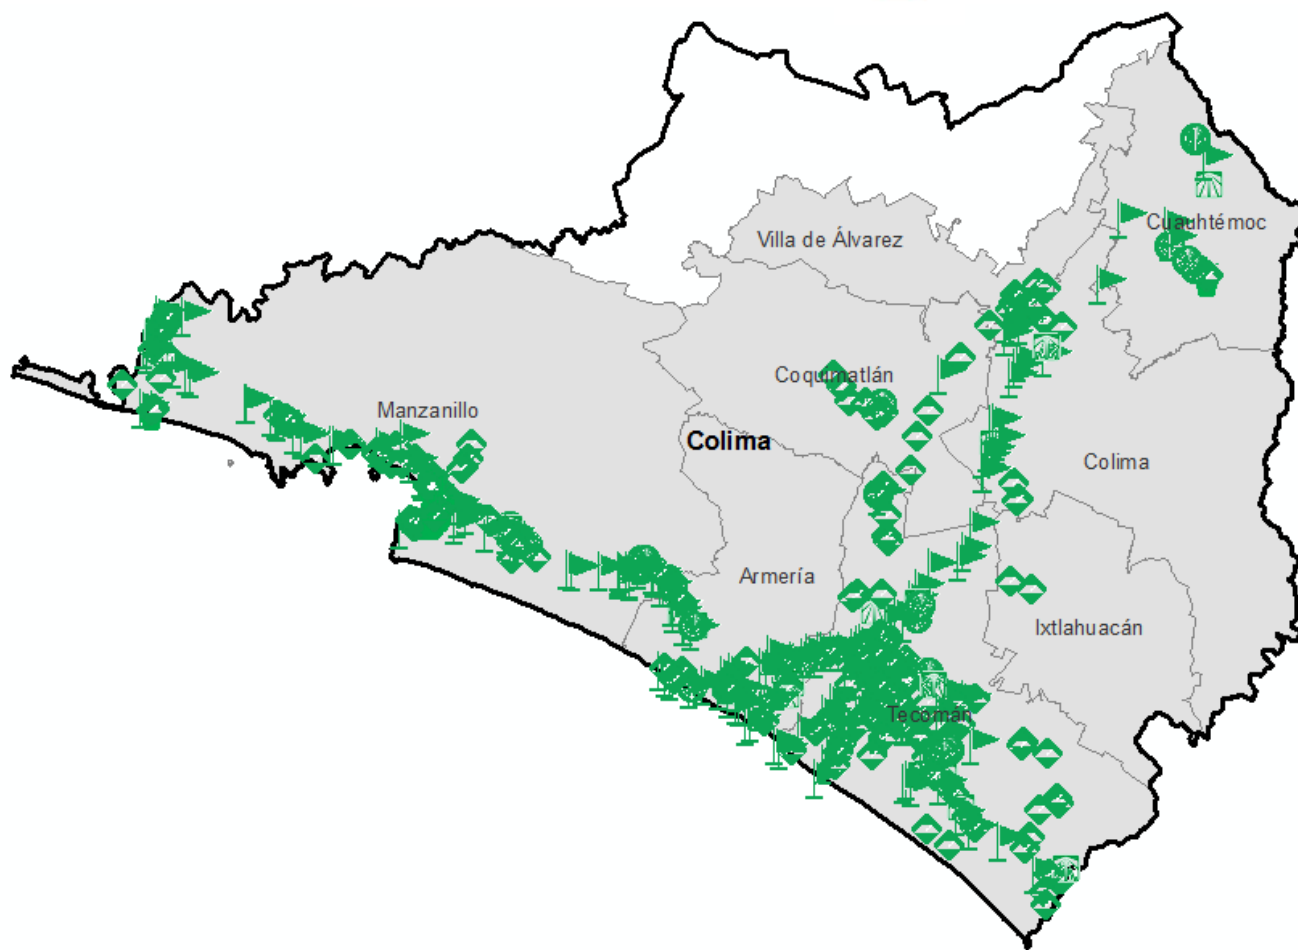 Cuauhtémoc
Villa de Álvarez
Coquimatlán
Manzanillo
Colima
Colima
Armería
Ixtlahuacán
Tecomán